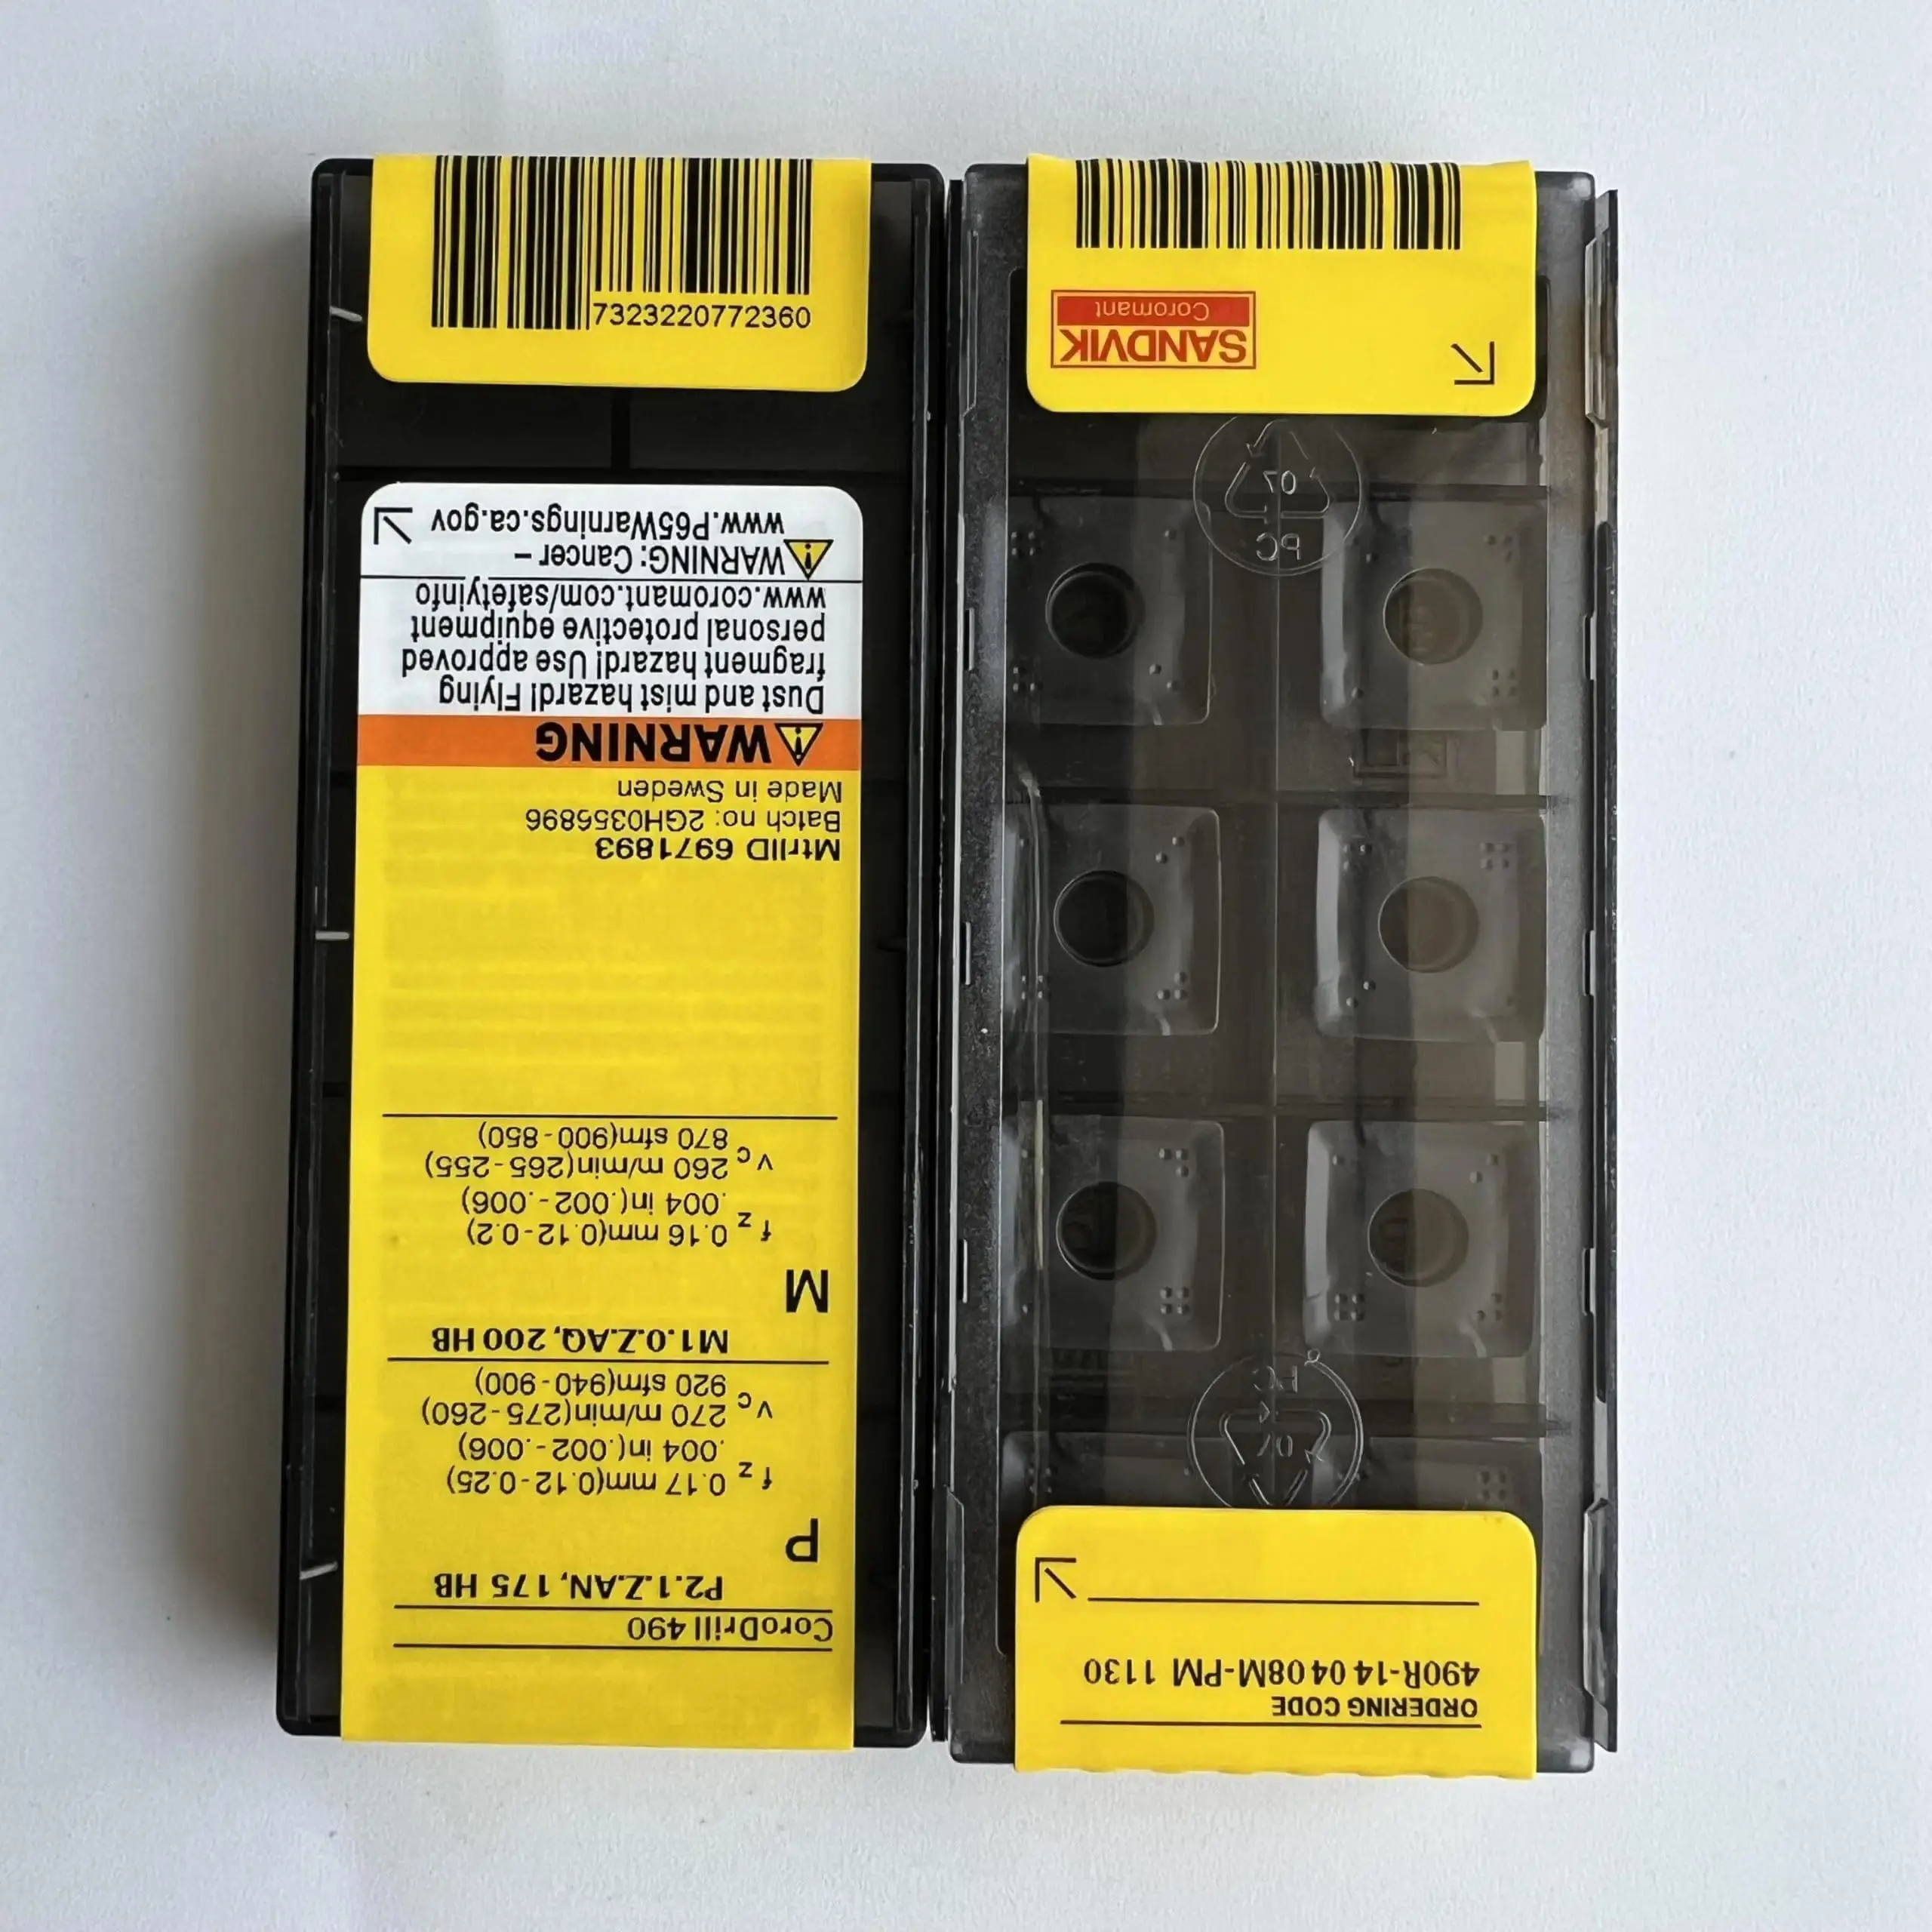 7323220772360
CoroDrill 490
P2.1.Z.AN, 175 HB
P
f z 0.17 mm(0.12-0.25)
.004 in(.002-.006)
v c 270 m/min(275-260)
920 sfm(940-900)
M1.0.Z.AQ, 200 HB
M
f z 0.16 mm(0.12-0.2)
.004 in(.002-.006)
v c 260 m/min(265-255)
870 sfm(900-850)
MtrlID 6971893
Batch no: 2GH0356896
Made in Sweden
WARNING
Dust and mist hazard! Flying
fragment hazard! Use approved
personal protective equipment
www.coromant.com/safetyinfo
WARNING: Cancer –
www.P65Warnings.ca.gov
ORDERING CODE
490R-14 04 08M-PM 1130
SANDVIK
Coromant
07
PC
07
PC